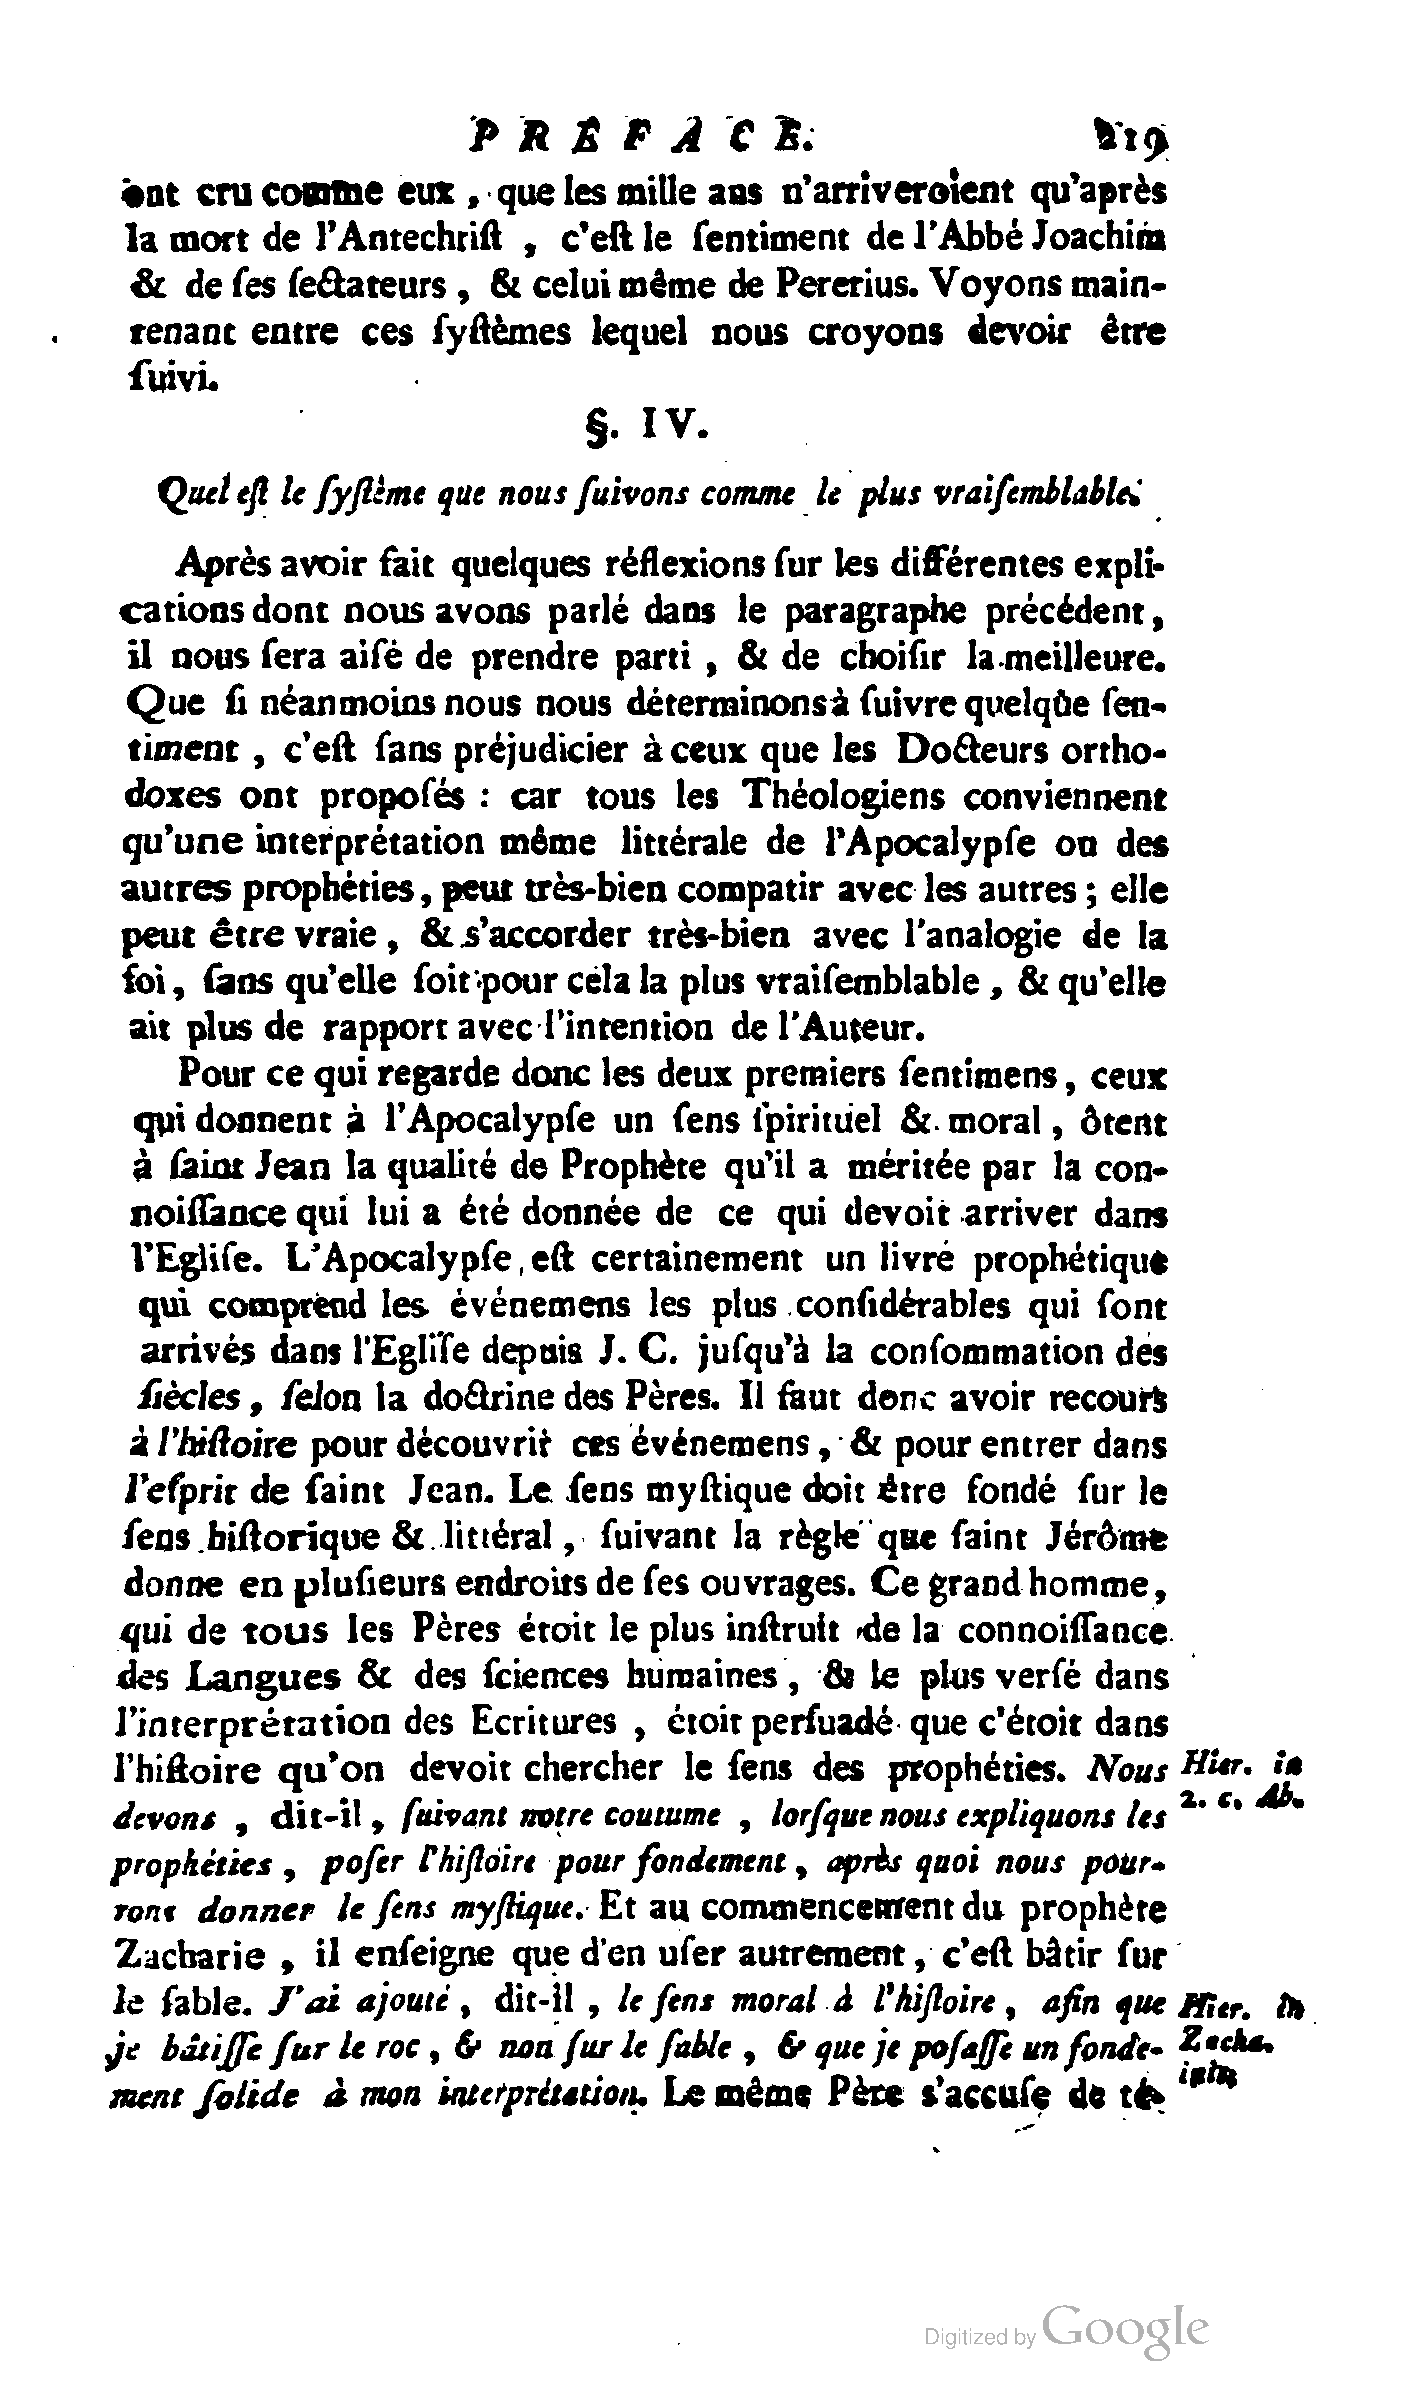 PRÉFACE. 219
ont cru comme eux, que les mille ans n'arriveroient qu'après
la mort de l'Antechriſt, c'eſt le ſentiment de l'Abbé Joachim
& de ſes ſectateurs, & celui même de Pererius. Voyons main-
tenant entre ces ſyſtèmes lequel nous croyons devoir être
ſuivi.
§. IV.
Quel eſt le ſyſtème que nous ſuivons comme le plus vraiſemblable.
Après avoir fait quelques réflexions ſur les différentes expli-
cations dont nous avons parlé dans le paragraphe précédent,
il nous ſera aiſé de prendre parti, & de choiſir la meilleure.
Que ſi néanmoins nous nous déterminons à ſuivre quelque ſen-
timent, c'eſt ſans préjudicier à ceux que les Docteurs ortho-
doxes ont propoſés : car tous les Théologiens conviennent
qu'une interprétation même littérale de l'Apocalypſe ou des
autres prophéties, peut très-bien compatir avec les autres ; elle
peut être vraie, & s'accorder très-bien avec l'analogie de la
foi, ſans qu'elle ſoit pour cela la plus vraiſemblable, & qu'elle
ait plus de rapport avec l'intention de l'Auteur.
Pour ce qui regarde donc les deux premiers ſentimens, ceux
qui donnent à l'Apocalypſe un ſens ſpirituel & moral, ôtent
à ſaint Jean la qualité de Prophète qu'il a méritée par la con-
noiſſance qui lui a été donnée de ce qui devoit arriver dans
l'Egliſe. L'Apocalypſe eſt certainement un livre prophétique
qui comprend les événemens les plus conſidérables qui ſont
arrivés dans l'Egliſe depuis J. C. juſqu'à la conſommation des
ſiècles, ſelon la doctrine des Pères. Il faut donc avoir recours
à l'hiſtoire pour découvrir ces événemens, & pour entrer dans
l'eſprit de ſaint Jean. Le ſens myſtique doit être fondé ſur le
ſens hiſtorique & littéral, ſuivant la règle que ſaint Jérôme
donne en pluſieurs endroits de ſes ouvrages. Ce grand homme,
qui de tous les Pères étoit le plus inſtruit de la connoiſſance
des Langues & des ſciences humaines, & le plus verſé dans
l'interprétation des Ecritures, étoit perſuadé que c'étoit dans
l'hiſtoire qu'on devoit chercher le ſens des prophéties. Nous
devons, dit-il, ſuivant notre coutume, lorſque nous expliquons les
prophéties, poſer l'hiſtoire pour fondement, après quoi nous pour-
rons donner le ſens myſtique. Et au commencement du prophète
Zacharie, il enſeigne que d'en uſer autrement, c'eſt bâtir ſur
le ſable. J'ai ajouté, dit-il, le ſens moral à l'hiſtoire, afin que
je bâtiſſe ſur le roc, & non ſur le ſable, & que je poſaſſe un fonde-
ment ſolide à mon interprétation. Le même Père s'accuſe de té-
Hier. in
2. c. Ab.
Hier. in
Zacha.
initio
Digitized by Google